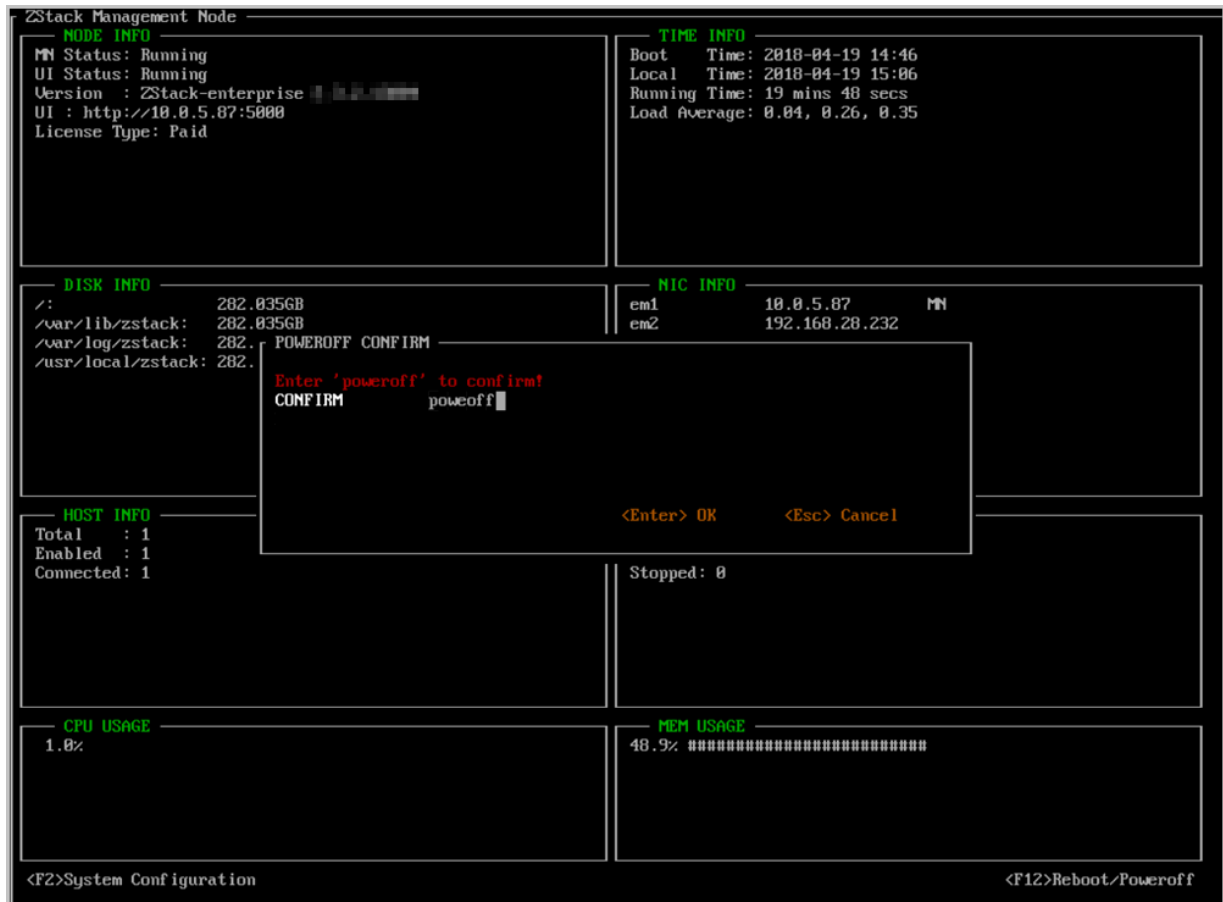 ZStack Management Node
NODE INFO
MN Status: Running
UI Status: Running
Version  : ZStack-enterprise
UI : http://10.0.5.87:5000
License Type: Paid
TIME INFO
Boot    Time: 2018-04-19 14:46
Local   Time: 2018-04-19 15:06
Running Time: 19 mins 48 secs
Load Average: 0.04, 0.26, 0.35
DISK INFO
/:                 282.035GB
/var/lib/zstack:   282.035GB
/var/log/zstack:   282.
/usr/local/zstack: 282.
NIC INFO
em1           10.0.5.87        MN
em2           192.168.28.232
POWEROFF CONFIRM
Enter 'poweroff' to confirm!
CONFIRM         poweoff
<Enter> OK       <Esc> Cancel
HOST INFO
Total    : 1
Enabled  : 1
Connected: 1
Stopped: 0
CPU USAGE
1.0%
MEM USAGE
48.9% #########################
<F2>System Configuration
<F12>Reboot/Poweroff